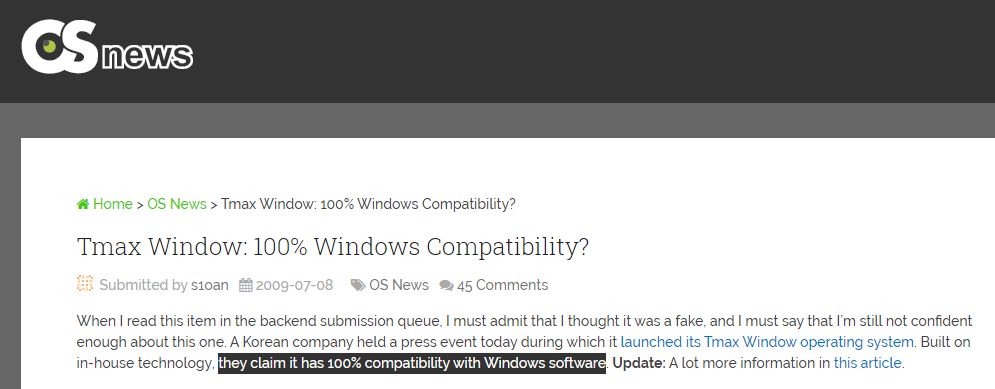 OSnews
Home > OS News > Tmax Window: 100% Windows Compatibility?
Tmax Window: 100% Windows Compatibility?
Submitted by s1oan 2009-07-08 OS News 45 Comments
When I read this item in the backend submission queue, I must admit that I thought it was a fake, and I must say that I'm still not confident
enough about this one. A Korean company held a press event today during which it launched its Tmax Window operating system. Built on
in-house technology, they claim it has 100% compatibility with Windows software. Update: A lot more information in this article.